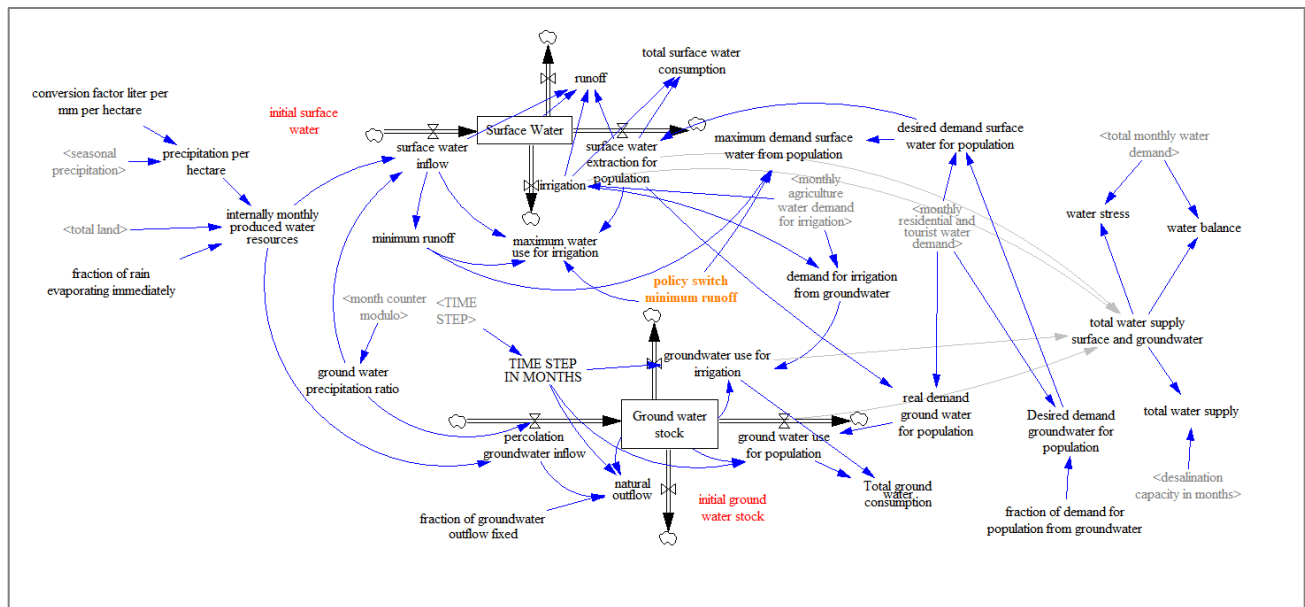 total surface water
consumption
runoff
conversion factor liter per
mm per hectare
initial surface
water
Surface Water
surface water
inflow
surface water
extraction for
population
maximum demand surface
water from population
desired demand surface
water for population
<total monthly water
demand>
<seasonal
precipitation>
precipitation per
hectare
irrigation
<monthly
agriculture
water demand
for irrigation>
<monthly
residential and
tourist water
demand>
water stress
water balance
<total land>
internally monthly
produced water
resources
minimum runoff
maximum water
use for irrigation
fraction of rain
evaporating immediately
policy switch
minimum runoff
demand for irrigation
from groundwater
<month counter
modulo>
<TIME
STEP>
total water supply
surface and groundwater
ground water
precipitation ratio
TIME STEP
IN MONTHS
groundwater use for
irrigation
real demand
ground water
for population
Desired demand
groundwater for
population
total water supply
Ground water
stock
percolation
groundwater inflow
ground water use
for population
natural
outflow
Total ground
water
consumption
<desalination
capacity in months>
initial ground
water stock
fraction of groundwater
outflow fixed
fraction of demand for
population from groundwater